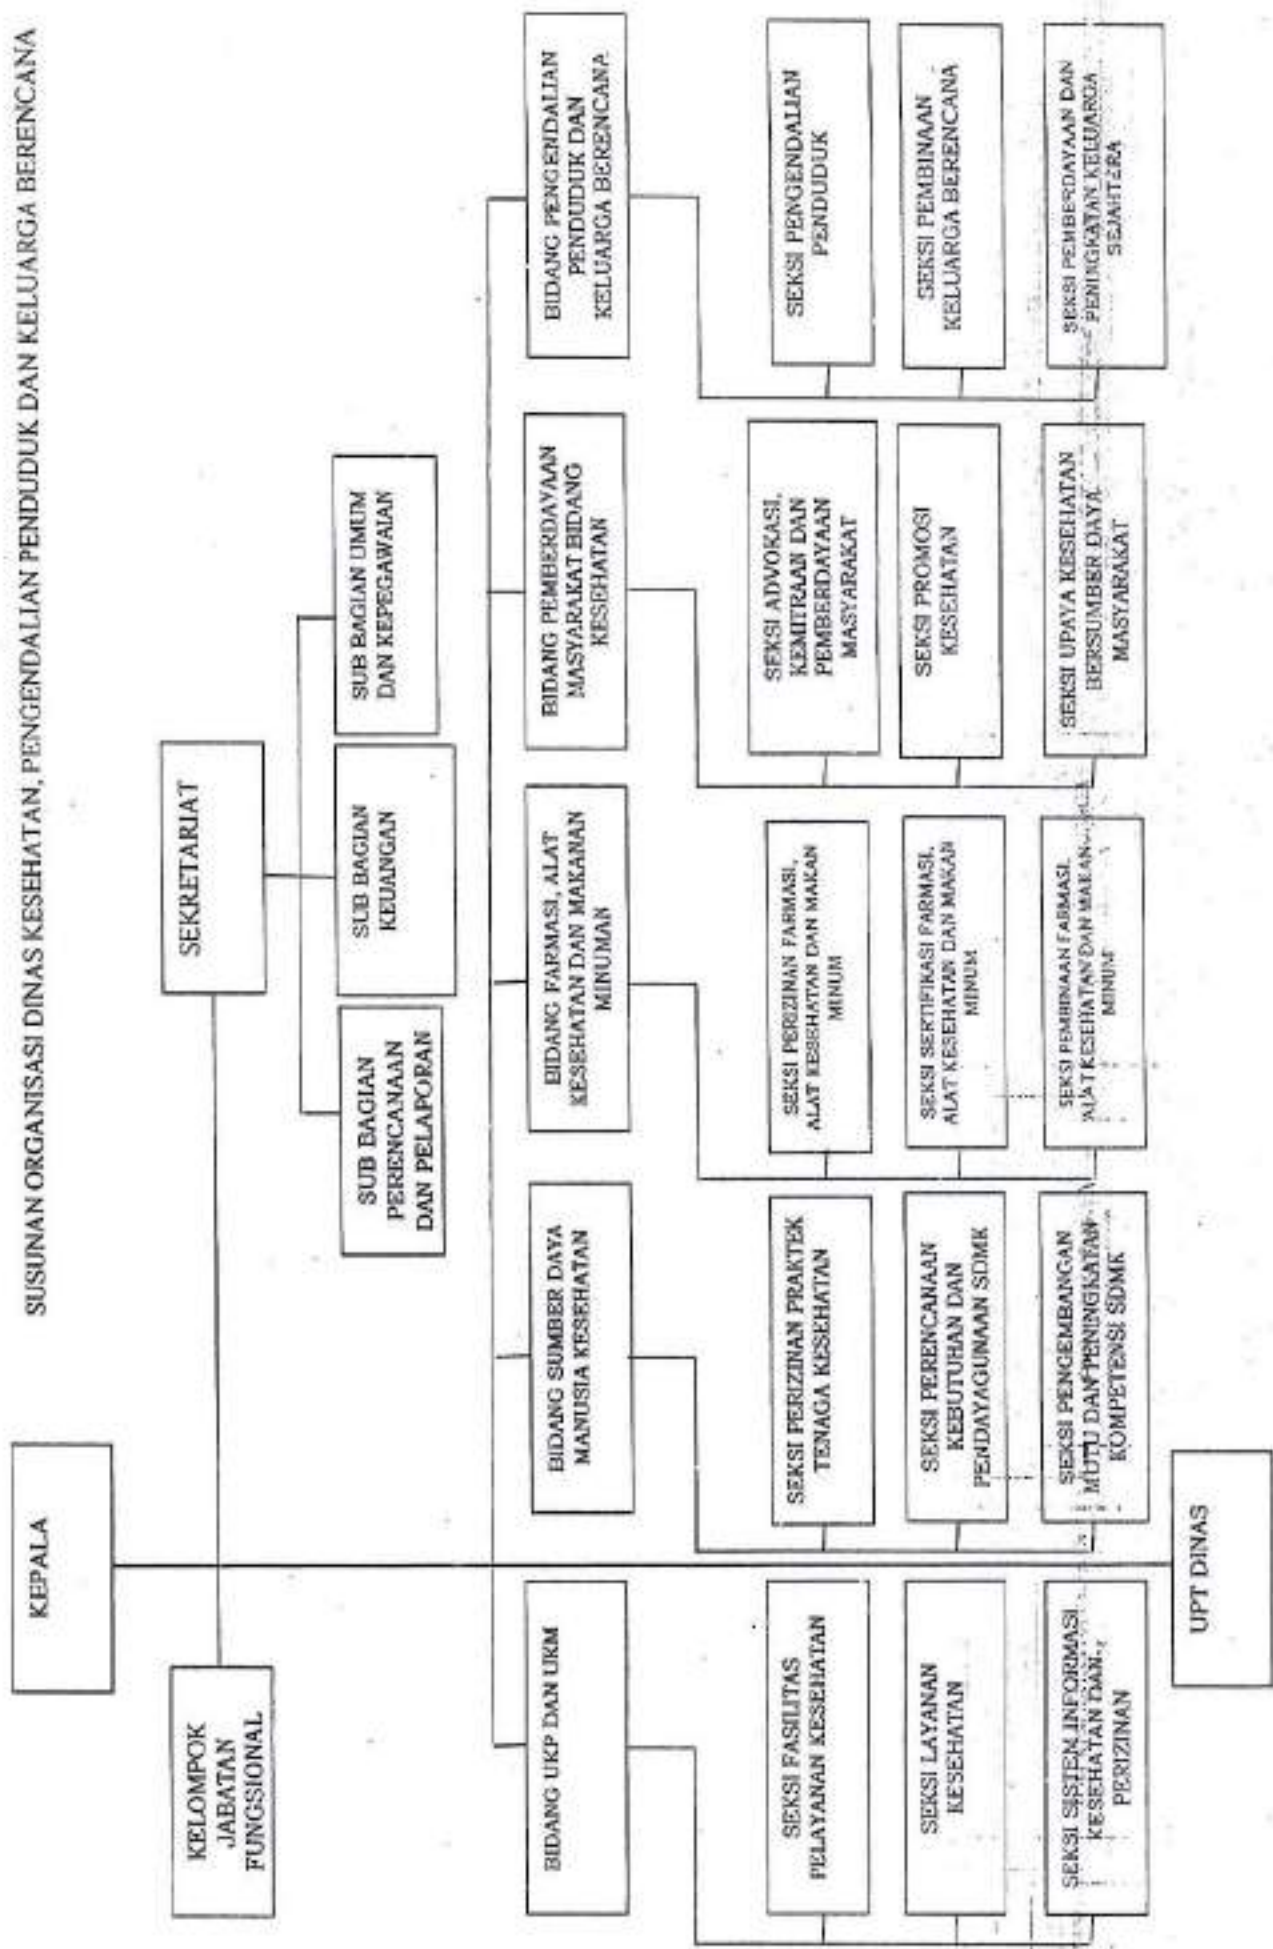 SUSUNAN ORGANISASI DINAS KESEHATAN, PENGENDALIAN PENDUDUK DAN KELUARGA BERENCANA
KEPALA
KELOMPOK
JABATAN
FUNGSIONAL
SEKRETARIAT
SUB BAGIAN
PERENCANAAN
DAN PELAPORAN
SUB BAGIAN
KEUANGAN
SUB BAGIAN UMUM
DAN KEPEGAWAIAN
BIDANG UKP DAN UKM
BIDANG SUMBER DAYA
MANUSIA KESEHATAN
BIDANG FARMASI, ALAT
KESEHATAN DAN MAKANAN
MINUMAN
BIDANG PEMBERDAYAAN
MASYARAKAT BIDANG
KESEHATAN
BIDANG PENGENDALIAN
PENDUDUK DAN
KELUARGA BERENCANA
SEKSI FASILITAS
PELAYANAN KESEHATAN
SEKSI LAYANAN
KESEHATAN
SEKSI SISTEM INFORMASI
KESEHATAN DAN
PERIZINAN
SEKSI PERIZINAN PRAKTEK
TENAGA KESEHATAN
SEKSI PERENCANAAN
KEBUTUHAN DAN
PENDAYAGUNAAN SDMK
SEKSI PENGEMBANGAN
MUTU DAN PENINGKATAN
KOMPETENSI SDMK
SEKSI PERIZINAN FARMASI,
ALAT KESEHATAN DAN MAKAN
MINUM
SEKSI SERTIFIKASI FARMASI,
ALAT KESEHATAN DAN MAKAN
MINUM
SEKSI PEMBINAAN FARMASI,
ALAT KESEHATAN DAN MAKAN
MINUM
SEKSI ADVOKASI,
KEMITRAAN DAN
PEMBERDAYAAN
MASYARAKAT
SEKSI PROMOSI
KESEHATAN
SEKSI UPAYA KESEHATAN
BERSUMBER DAYA
MASYARAKAT
SEKSI PENGENDALIAN
PENDUDUK
SEKSI PEMBINAAN
KELUARGA BERENCANA
SEKSI PEMBERDAYAAN DAN
PENINGKATAN KELUARGA
SEJAHTERA
UPT DINAS